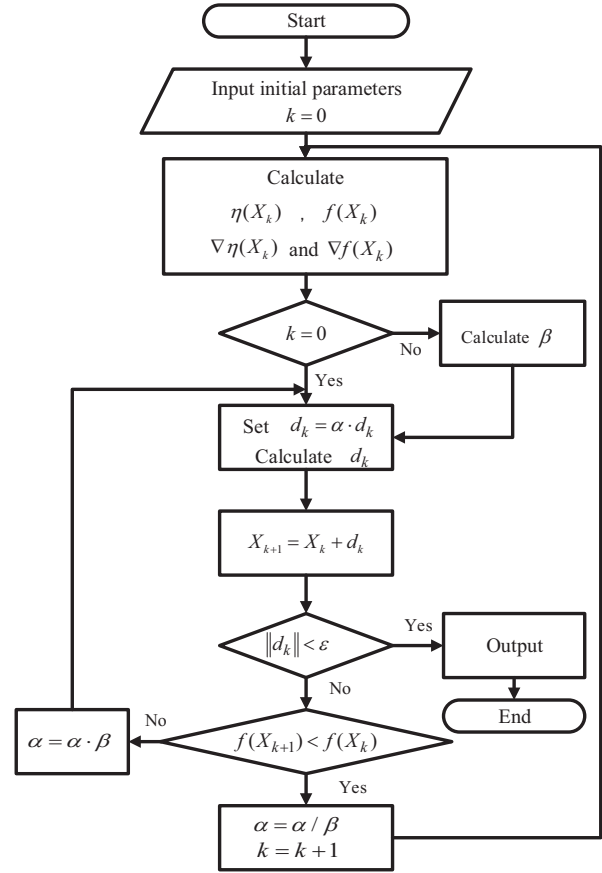 Start
Input initial parameters
k = 0
Calculate
η(X_k) , f(X_k)
∇η(X_k) and ∇f(X_k)
k = 0
No
Calculate β
Yes
Set d_k = α · d_k
Calculate d_k
X_{k+1} = X_k + d_k
Yes
‖d_k‖ < ε
Output
No
End
No
α = α · β
f(X_{k+1}) < f(X_k)
Yes
α = α / β
k = k + 1